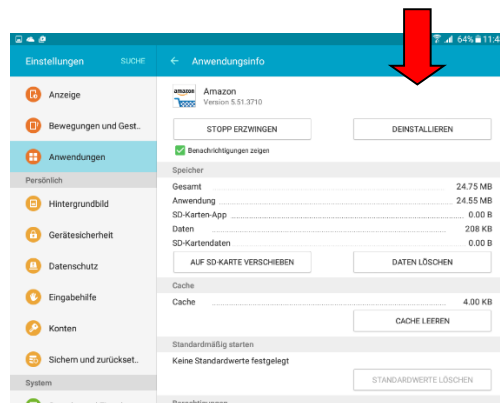 64% 11:4
Einstellungen SUCHE
Anwendungsinfo
Anzeige
Bewegungen und Gest..
Anwendungen
Persönlich
Hintergrundbild
Gerätesicherheit
Datenschutz
Eingabehilfe
Konten
Sichern und zurückset..
System
amazon
Amazon
Version 5.51.3710
STOPP ERZWINGEN DEINSTALLIEREN
Benachrichtigungen zeigen
Speicher
Gesamt 24.75 MB
Anwendung 24.55 MB
SD-Karten-App 0.00 B
Daten 208 KB
SD-Kartendaten 0.00 B
AUF SD-KARTE VERSCHIEBEN DATEN LÖSCHEN
Cache
Cache 4.00 KB
CACHE LEEREN
Standardmäßig starten
Keine Standardwerte festgelegt
STANDARDWERTE LÖSCHEN